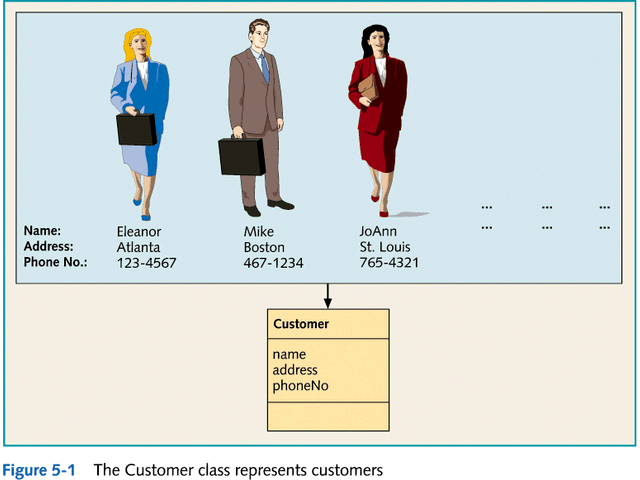 ... ... ...
Name: Eleanor Mike JoAnn ... ... ...
Address: Atlanta Boston St. Louis
Phone No.: 123-4567 467-1234 765-4321
Customer
name
address
phoneNo
Figure 5-1 The Customer class represents customers